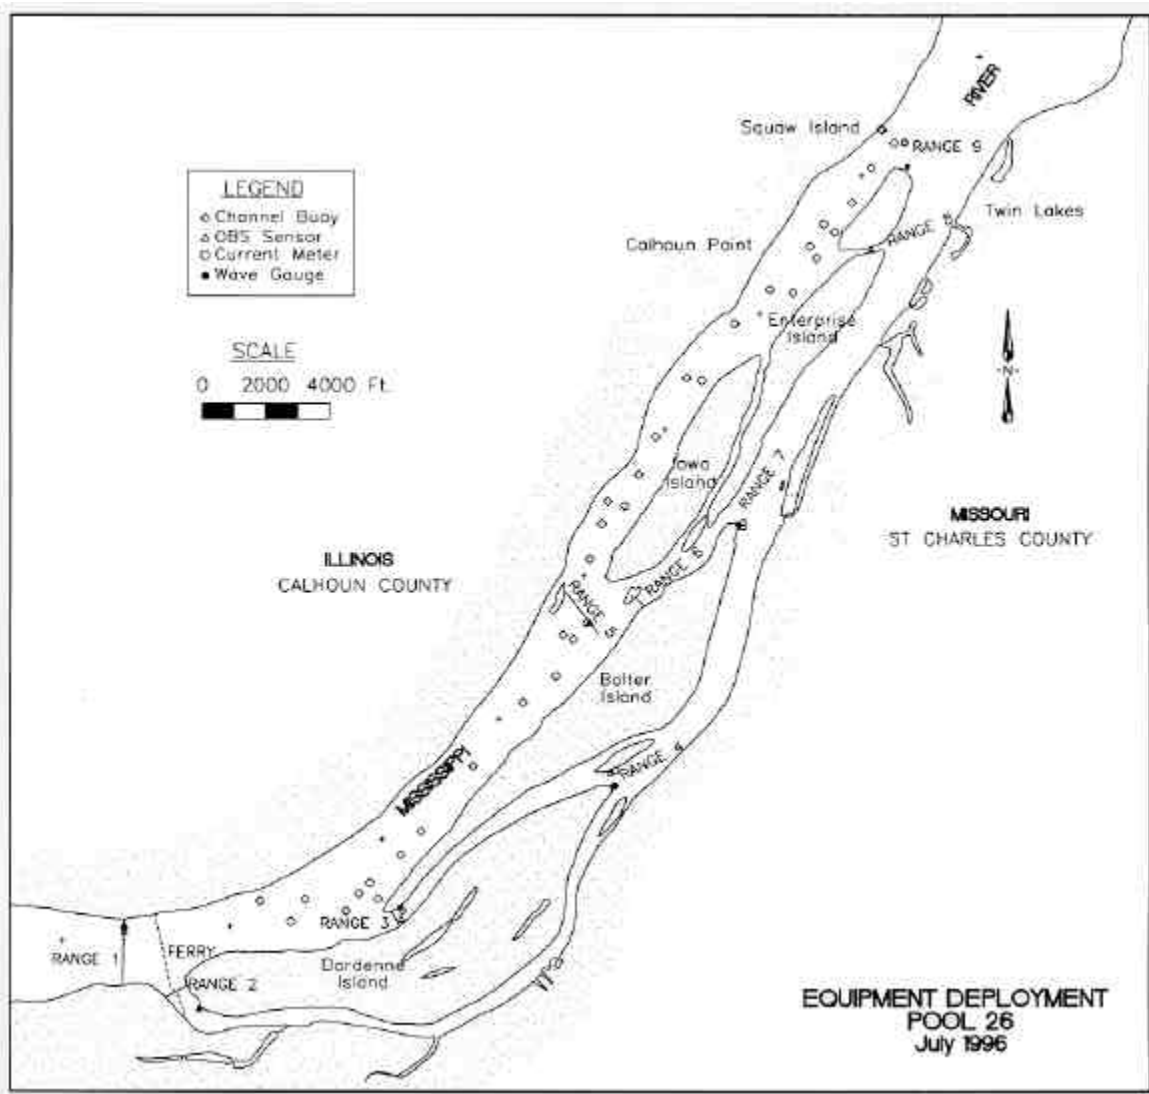 RIVER
Squaw Island
RANGE 9
LEGEND
Channel Buoy
OBS Sensor
Current Meter
Wave Gauge
Twin Lakes
RANGE 8
Calhoun Point
Enterprise
Island
SCALE
0 2000 4000 Ft.
-N-
Iowa
Island
RANGE 7
MISSOURI
ST CHARLES COUNTY
ILLINOIS
CALHOUN COUNTY
RANGE 6
RANGE 5
Bolter
Island
RANGE 4
MISSISSIPPI
RANGE 3
FERRY
RANGE 1
Dardenne
Island
RANGE 2
EQUIPMENT DEPLOYMENT
POOL 26
July 1996